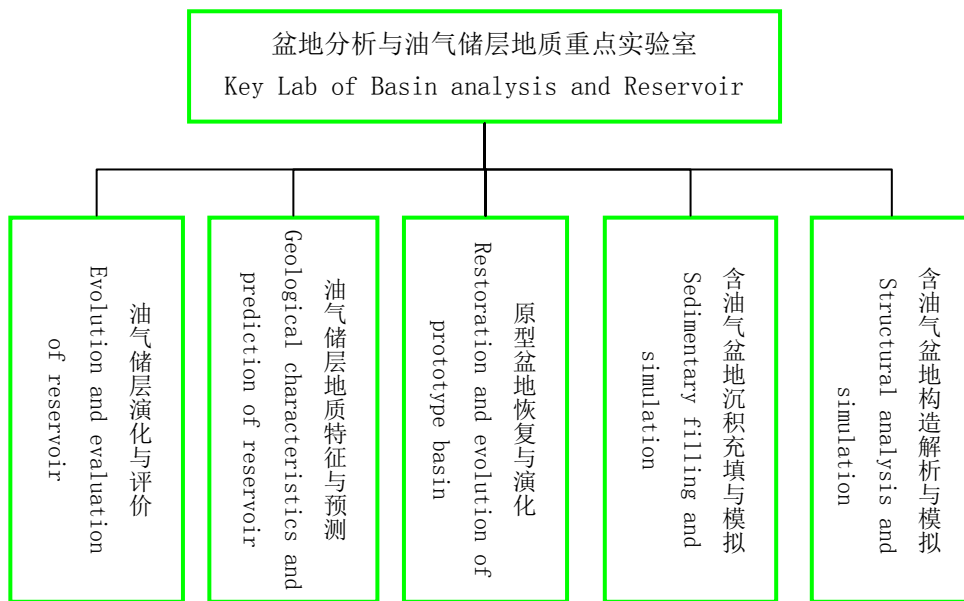 盆地分析与油气储层地质重点实验室
Key Lab of Basin analysis and Reservoir
油气储层演化与评价
Evolution and evaluation
of reservoir
油气储层地质特征与预测
Geological characteristics and
prediction of reservoir
原型盆地恢复与演化
Restoration and evolution of
prototype basin
含油气盆地沉积充填与模拟
Sedimentary filling and
simulation
含油气盆地构造解析与模拟
Structural analysis and
simulation